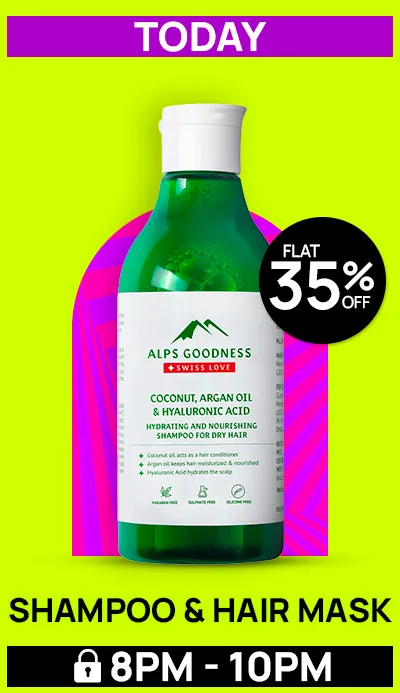 TODAY
FLAT
35%
OFF
ALPS GOODNESS
SWISS LOVE
COCONUT, ARGAN OIL
& HYALURONIC ACID
HYDRATING AND NOURISHING
SHAMPOO FOR DRY HAIR
Coconut oil acts as a hair conditioner
Argan oil keeps hair moisturized & nourished
Hyaluronic Acid hydrates the scalp
PARABEN FREE SULPHATE FREE SILICONE FREE
SHAMPOO & HAIR MASK
8PM - 10PM